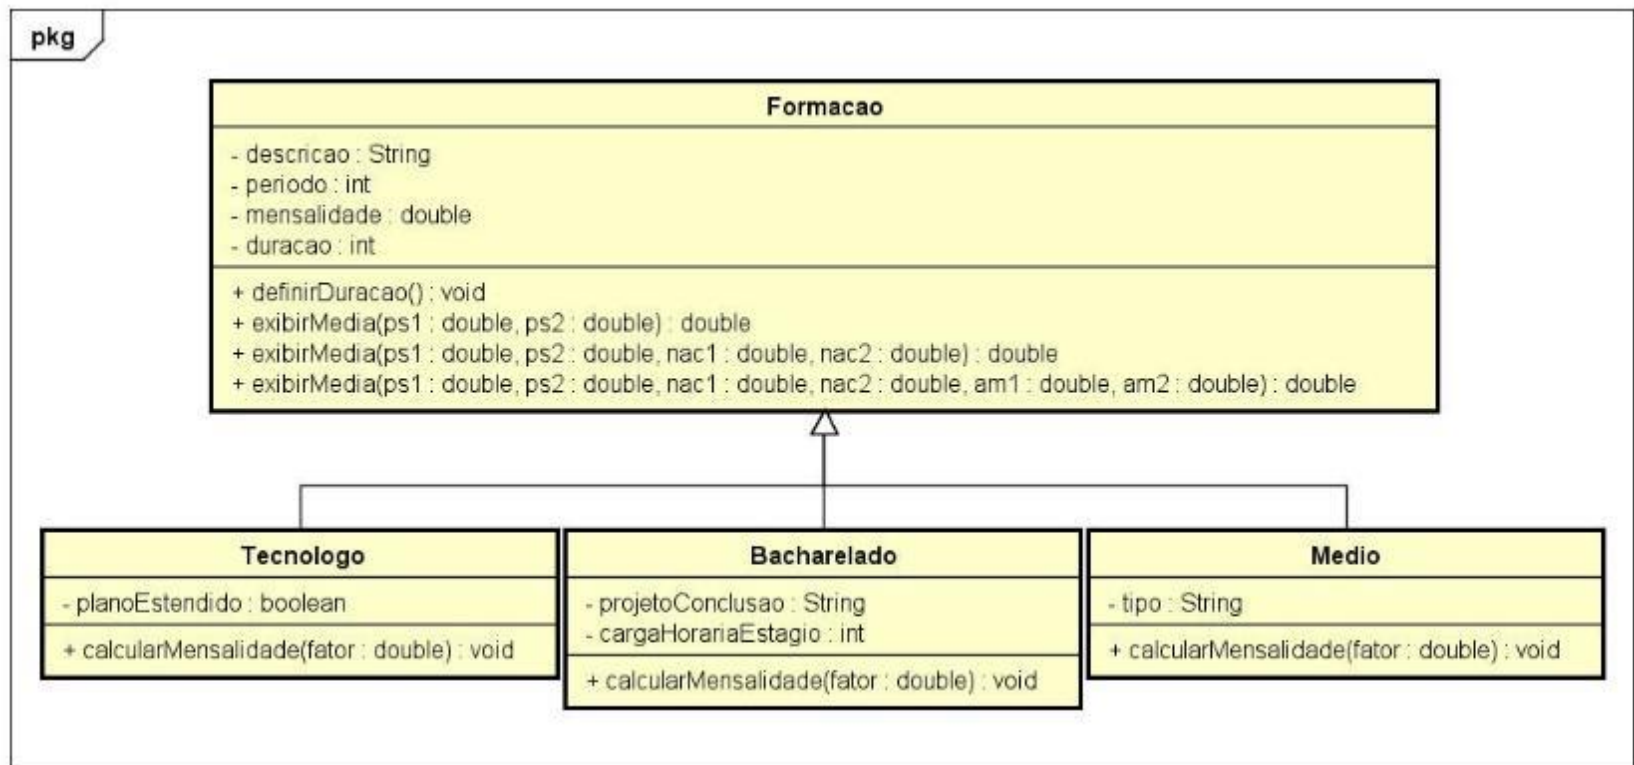 pkg
Formacao
- descricao : String
- periodo : int
- mensalidade : double
- duracao : int
+ definirDuracao() : void
+ exibirMedia(ps1 : double, ps2 : double) : double
+ exibirMedia(ps1 : double, ps2 : double, nac1 : double, nac2 : double) : double
+ exibirMedia(ps1 : double, ps2 : double, nac1 : double, nac2 : double, am1 : double, am2 : double) : double
Tecnologo
- planoEstendido : boolean
+ calcularMensalidade(fator : double) : void
Bacharelado
- projetoConclusao : String
- cargaHorariaEstagio : int
+ calcularMensalidade(fator : double) : void
Medio
- tipo : String
+ calcularMensalidade(fator : double) : void